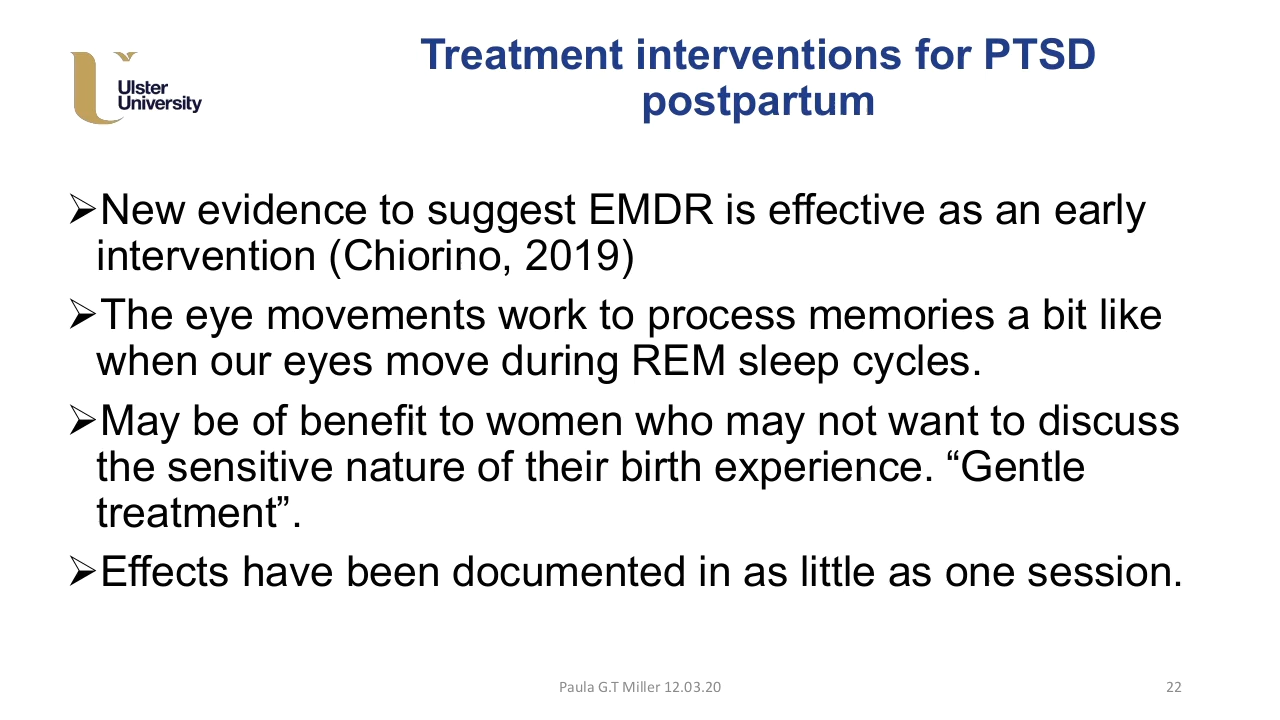 Ulster
University
Treatment interventions for PTSD
postpartum
➢New evidence to suggest EMDR is effective as an early
intervention (Chiorino, 2019)
➢The eye movements work to process memories a bit like
when our eyes move during REM sleep cycles.
➢May be of benefit to women who may not want to discuss
the sensitive nature of their birth experience. “Gentle
treatment”.
➢Effects have been documented in as little as one session.
Paula G.T Miller 12.03.20
22